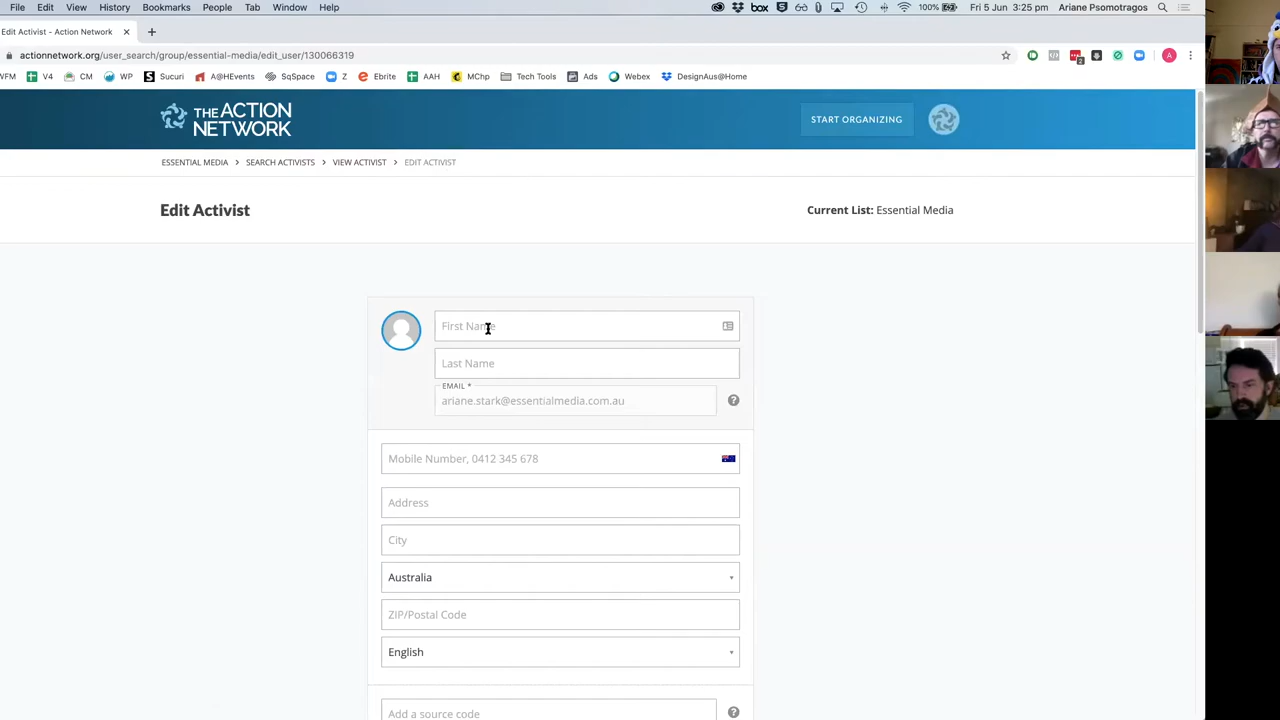 File Edit View History Bookmarks People Tab Window Help
box 100% Fri 5 Jun 3:25 pm Ariane Psomotragos
Edit Activist - Action Network
actionnetwork.org/user_search/group/essential-media/edit_user/130066319
WFM V4 CM WP Sucuri A@HEvents SqSpace Z Ebrite AAH MChp Tech Tools Ads Webex DesignAus@Home
THE ACTION NETWORK
START ORGANIZING
ESSENTIAL MEDIA > SEARCH ACTIVISTS > VIEW ACTIVIST > EDIT ACTIVIST
Edit Activist
Current List: Essential Media
First Name
Last Name
EMAIL *
ariane.stark@essentialmedia.com.au
?
Mobile Number, 0412 345 678
Address
City
Australia
ZIP/Postal Code
English
Add a source code
?